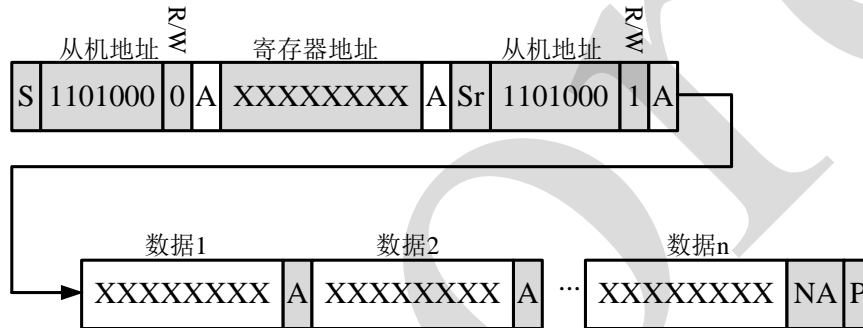 R/W R/W
从机地址 寄存器地址 从机地址
S 1101000 0 A XXXXXXXX A Sr 1101000 1 A
数据1 数据2 数据n
XXXXXXXX A XXXXXXXX A ... XXXXXXXX NA P